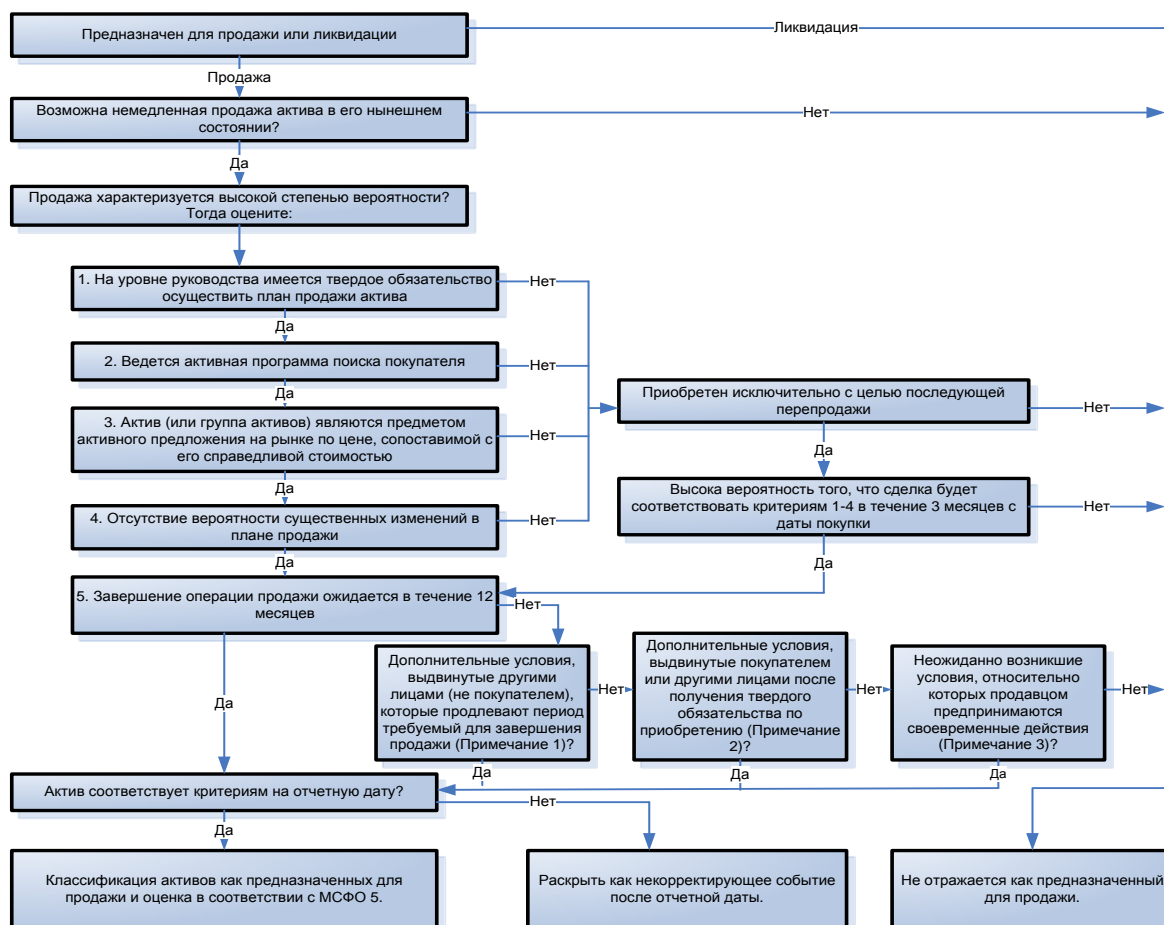 Предназначен для продажи или ликвидации
Ликвидация
Продажа
Возможна немедленная продажа актива в его нынешнем
состоянии?
Нет
Да
Продажа характеризуется высокой степенью вероятности?
Тогда оцените:
1. На уровне руководства имеется твердое обязательство
осуществить план продажи актива
Нет
Да
2. Ведется активная программа поиска покупателя
Нет
Да
Приобретен исключительно с целью последующей
перепродажи
Нет
3. Актив (или группа активов) являются предметом
активного предложения на рынке по цене, сопоставимой с
его справедливой стоимостью
Нет
Да
Да
Высока вероятность того, что сделка будет
соответствовать критериям 1-4 в течение 3 месяцев с
даты покупки
Нет
4. Отсутствие вероятности существенных изменений в
плане продажи
Нет
Да
Да
5. Завершение операции продажи ожидается в течение 12
месяцев
Нет
Да
Дополнительные условия,
выдвинутые другими
лицами (не покупателем),
которые продлевают период
требуемый для завершения
продажи (Примечание 1)?
Нет
Да
Дополнительные условия,
выдвинутые покупателем
или другими лицами после
получения твердого
обязательства по
приобретению (Примечание
2)?
Нет
Да
Неожиданно возникшие
условия, относительно
которых продавцом
предпринимаются
своевременные действия
(Примечание 3)?
Нет
Да
Актив соответствует критериям на отчетную дату?
Нет
Да
Классификация активов как предназначенных для
продажи и оценка в соответствии с МСФО 5.
Раскрыть как некорректирующее событие
после отчетной даты.
Не отражается как предназначенный
для продажи.